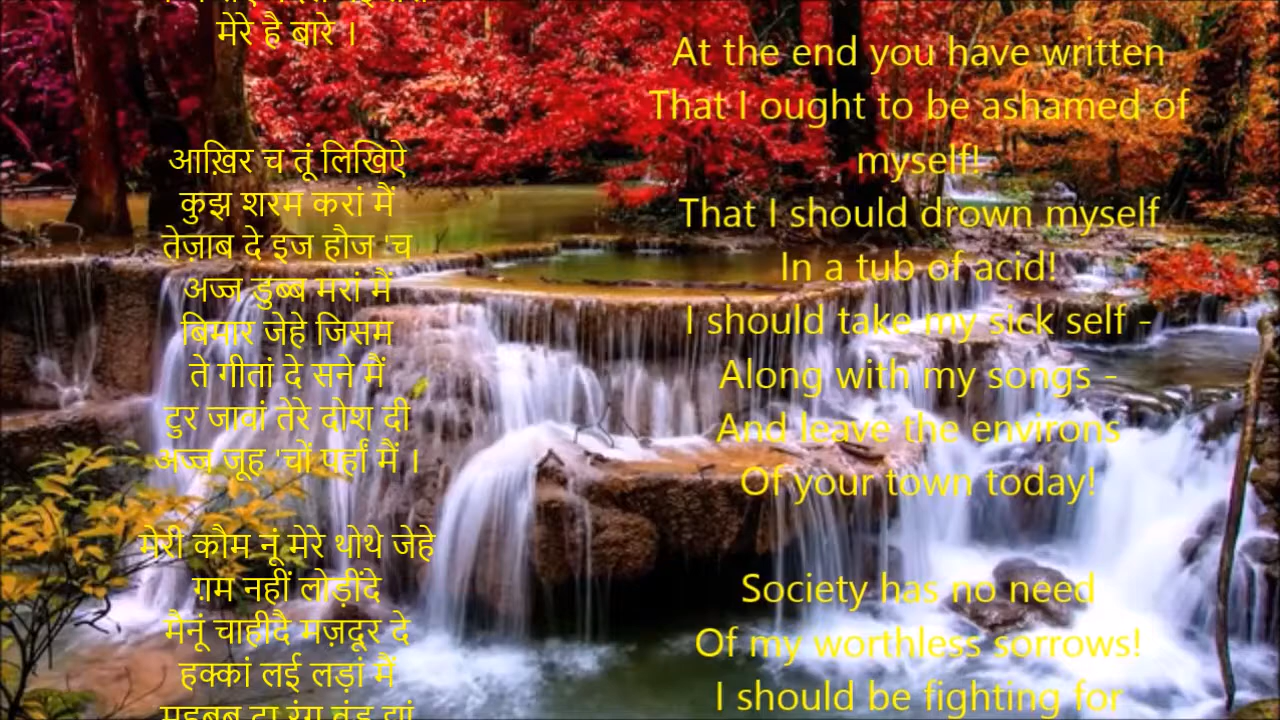 मेरे है बारे ।
आख़िर च तूं लिखिऐ
कुझ शरम करां मैं
तेज़ाब दे इज हौज 'च
अज्ज डुब्ब मरां मैं
बिमार जेहे जिसम
ते गीतां दे सने मैं
टुर जावां तेरे दोश दी
अज्ज जूह 'चों पर्हां मैं ।
मेरी कौम नूं मेरे थोथे जेहे
ग़म नहीं लोड़ींदे
मैनूं चाहीदै मज़दूर दे
हक्कां लई लड़ां मैं
At the end you have written
That I ought to be ashamed of
myself!
That I should drown myself
In a tub of acid!
I should take my sick self -
Along with my songs -
And leave the environs
Of your town today!
Society has no need
Of my worthless sorrows!
I should be fighting for